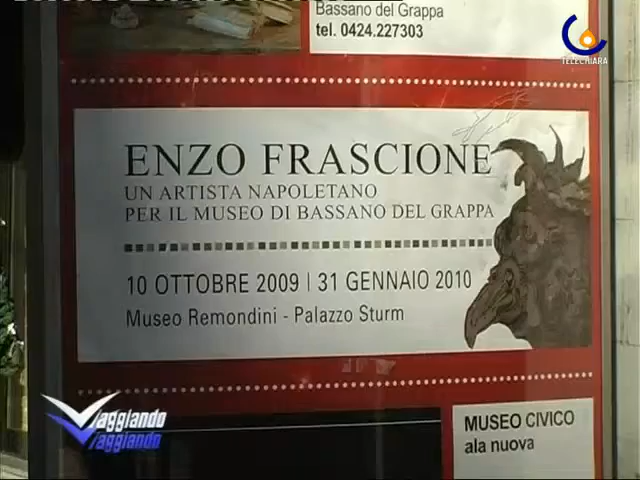 Bassano del Grappa
tel. 0424.227303
TELECHIARA
ENZO FRASCIONE
UN ARTISTA NAPOLETANO
PER IL MUSEO DI BASSANO DEL GRAPPA
10 OTTOBRE 2009 | 31 GENNAIO 2010
Museo Remondini - Palazzo Sturm
Viaggiando
Viaggiando
MUSEO CIVICO
ala nuova